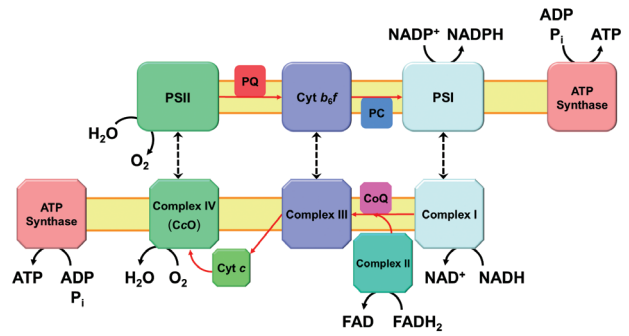 NADP⁺ NADPH
ADP
Pᵢ ATP
PSII
PQ
Cyt b₆f
PC
PSI
ATP
Synthase
H₂O
O₂
ATP
Synthase
Complex IV
(CcO)
Complex III
CoQ
Complex I
Cyt c
Complex II
ATP ADP
Pᵢ
H₂O O₂
NAD⁺ NADH
FAD FADH₂